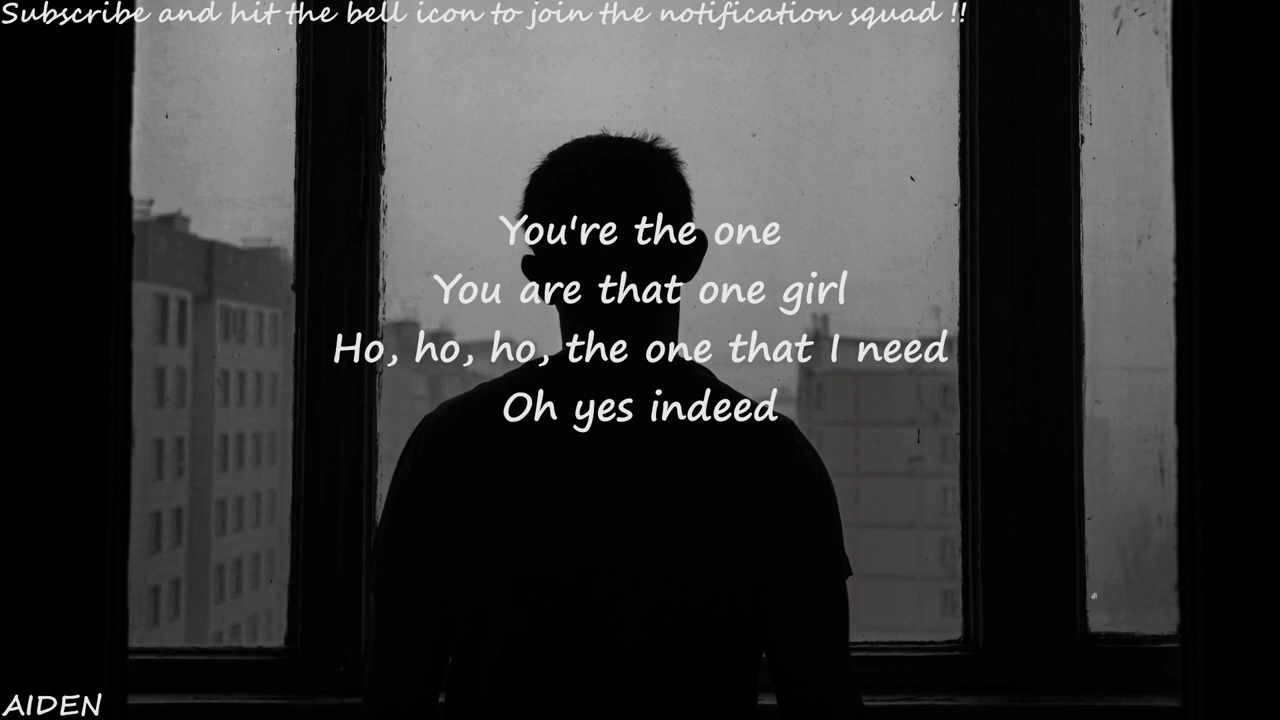 Subscribe and hit the bell icon to join the notification squad !!
You're the one
You are that one girl
Ho, ho, ho, the one that I need
Oh yes indeed
AIDEN